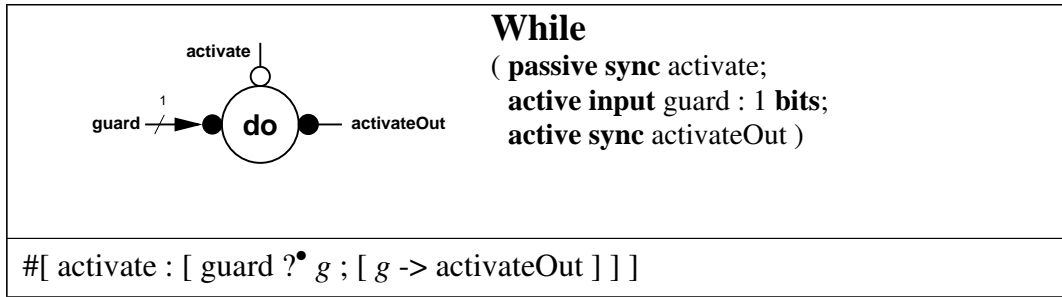 While
( passive sync activate;
active input guard : 1 bits;
active sync activateOut )
activate
1
guard
do
activateOut
#[ activate : [ guard ?• g ; [ g -> activateOut ] ] ]